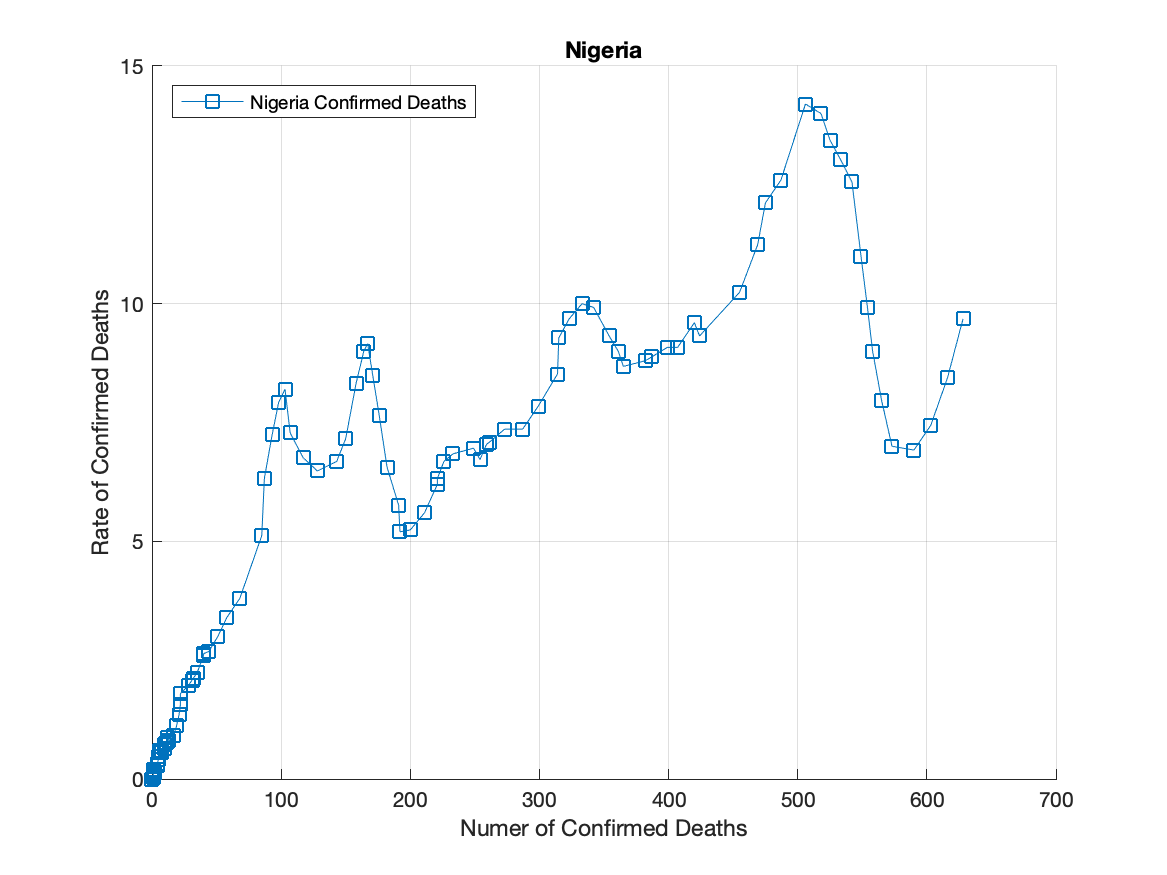 Nigeria
15
Nigeria Confirmed Deaths
10
Rate of Confirmed Deaths
5
0
0 100 200 300 400 500 600 700
Numer of Confirmed Deaths